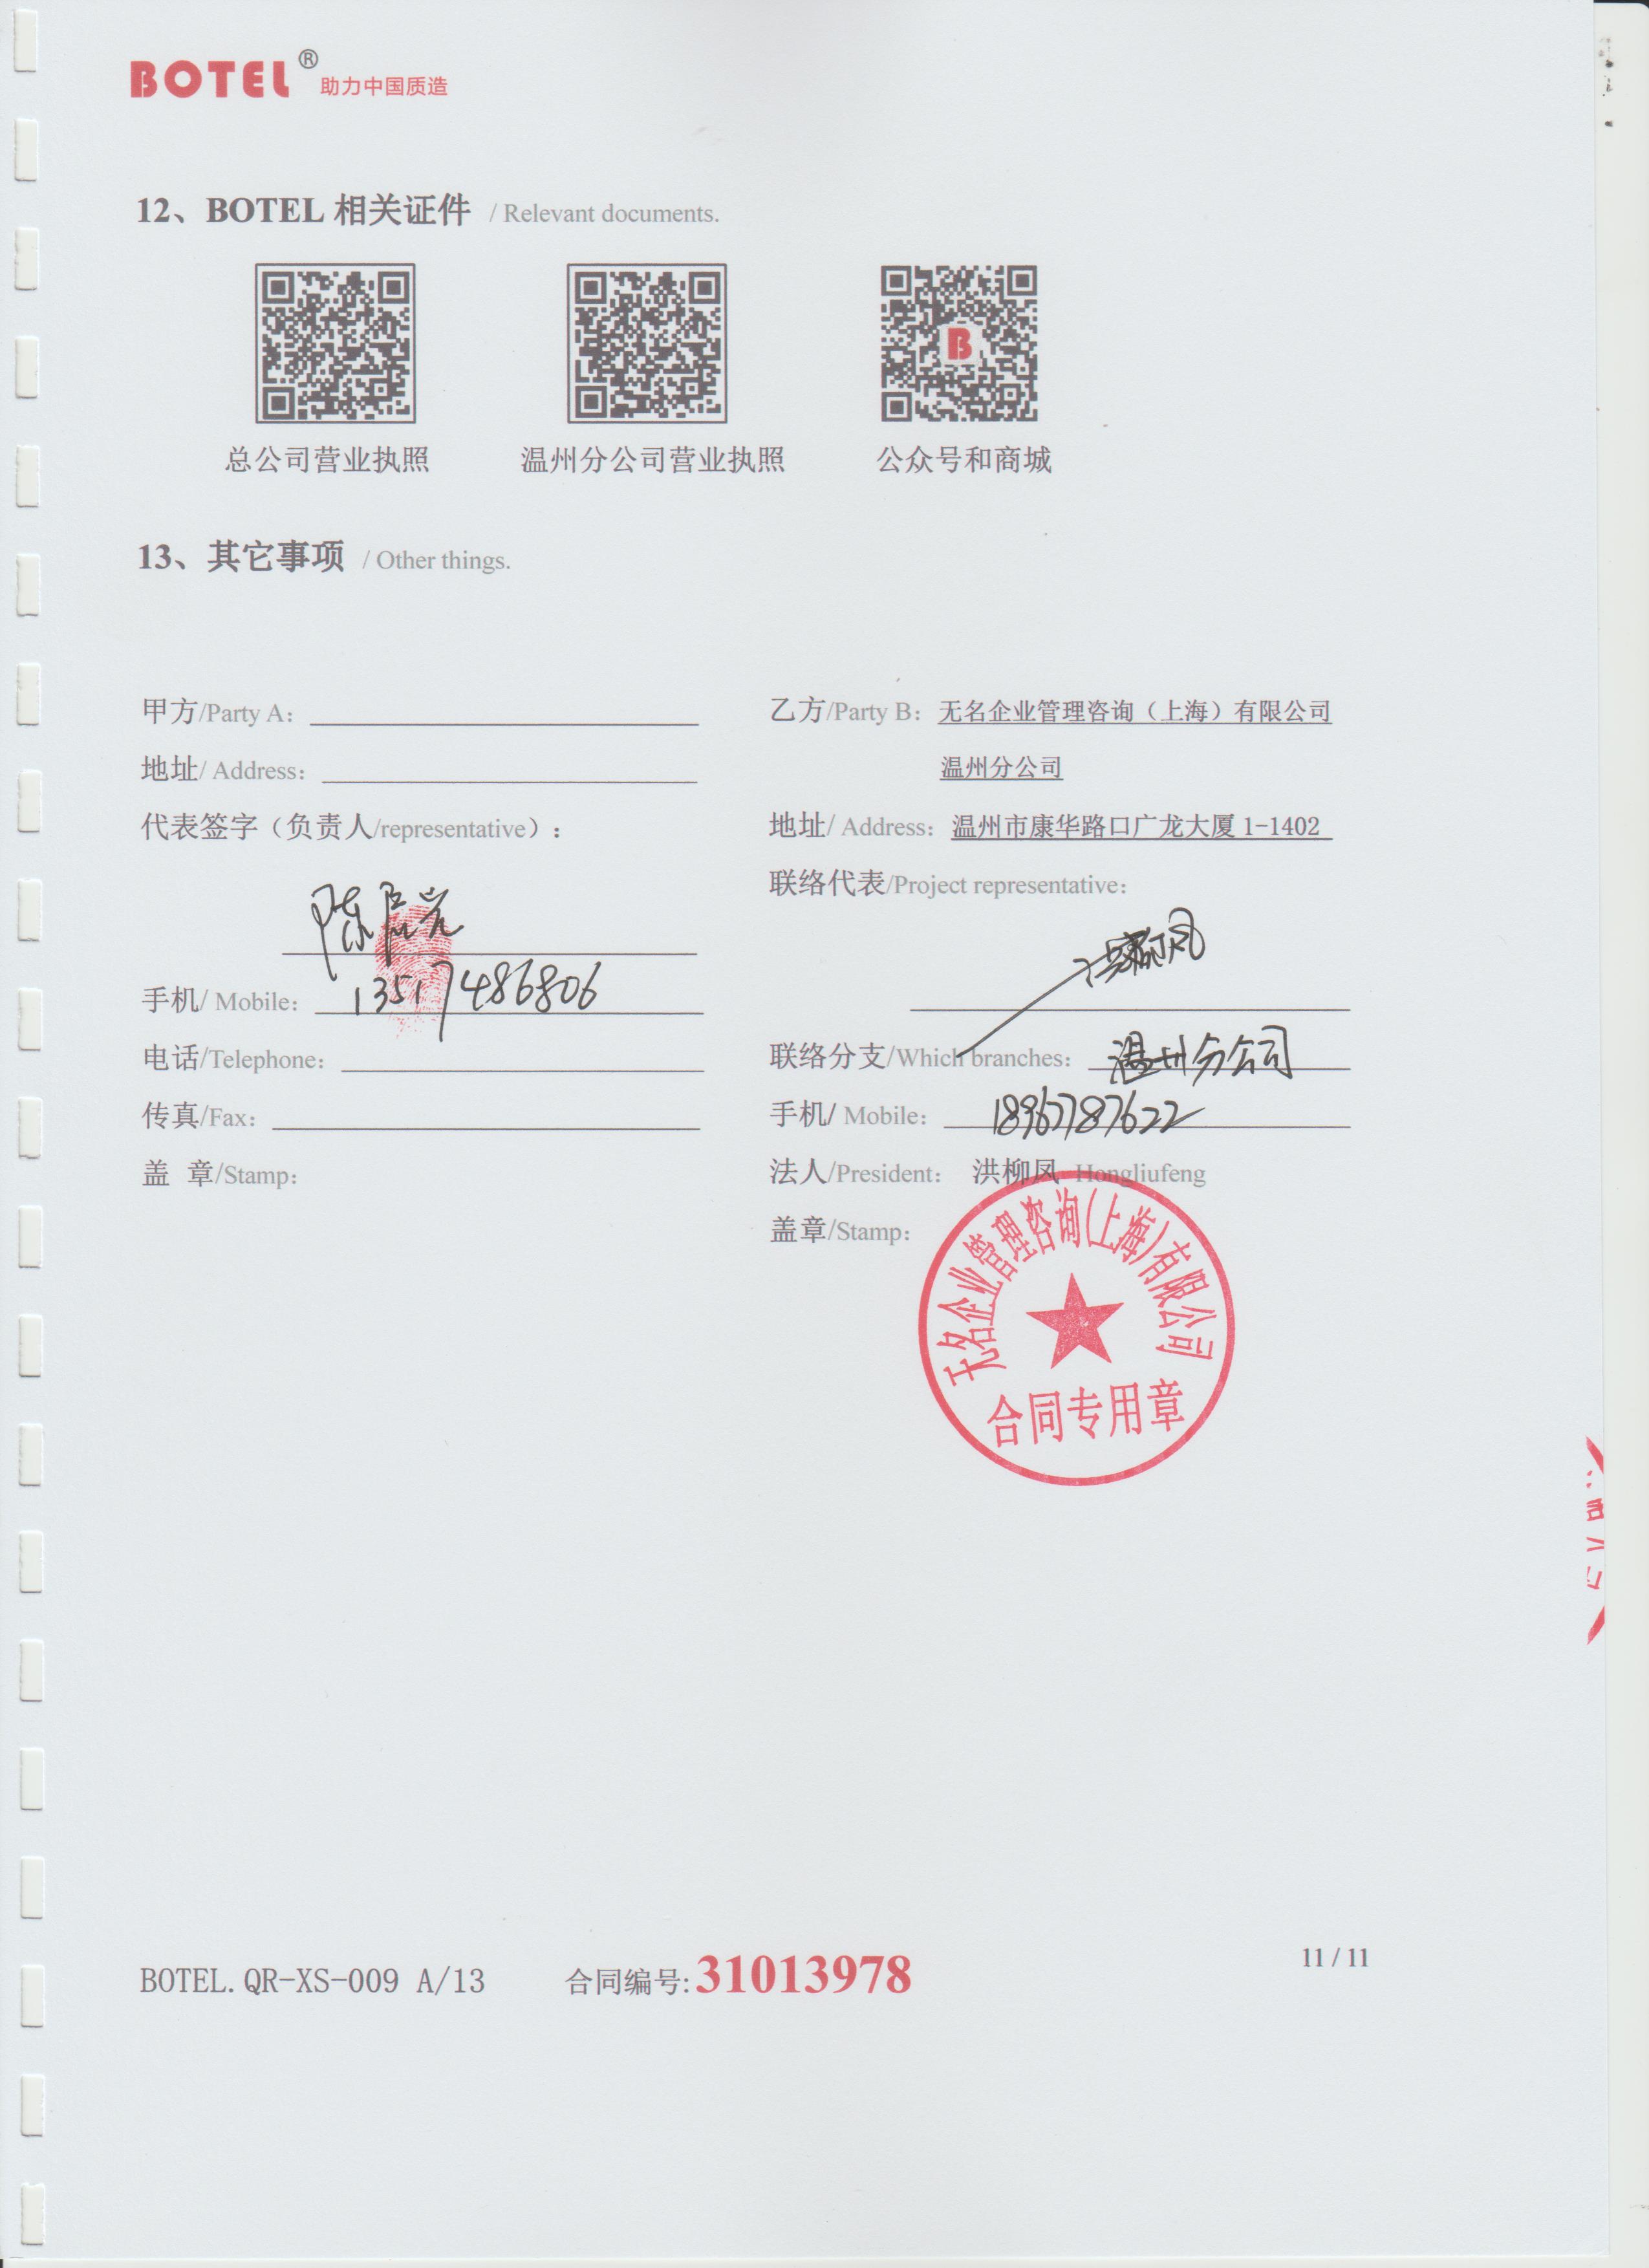 BOTEL® 助力中国质造
12、BOTEL 相关证件 / Relevant documents.
总公司营业执照 温州分公司营业执照 公众号和商城
13、其它事项 / Other things.
甲方/Party A：
地址/ Address：
代表签字（负责人/representative）：
陈
手机/ Mobile： 13517486806
电话/Telephone：
传真/Fax：
盖 章/Stamp：
乙方/Party B：无名企业管理咨询（上海）有限公司
温州分公司
地址/ Address：温州市康华路口广龙大厦 1-1402
联络代表/Project representative：
联络分支/Which branches： 温州分公司
手机/ Mobile： 18967787622
法人/President： 洪柳凤 Hongliufeng
盖章/Stamp：
无名企业管理咨询(上海)有限公司
合同专用章
BOTEL.QR-XS-009 A/13 合同编号:31013978
11 / 11